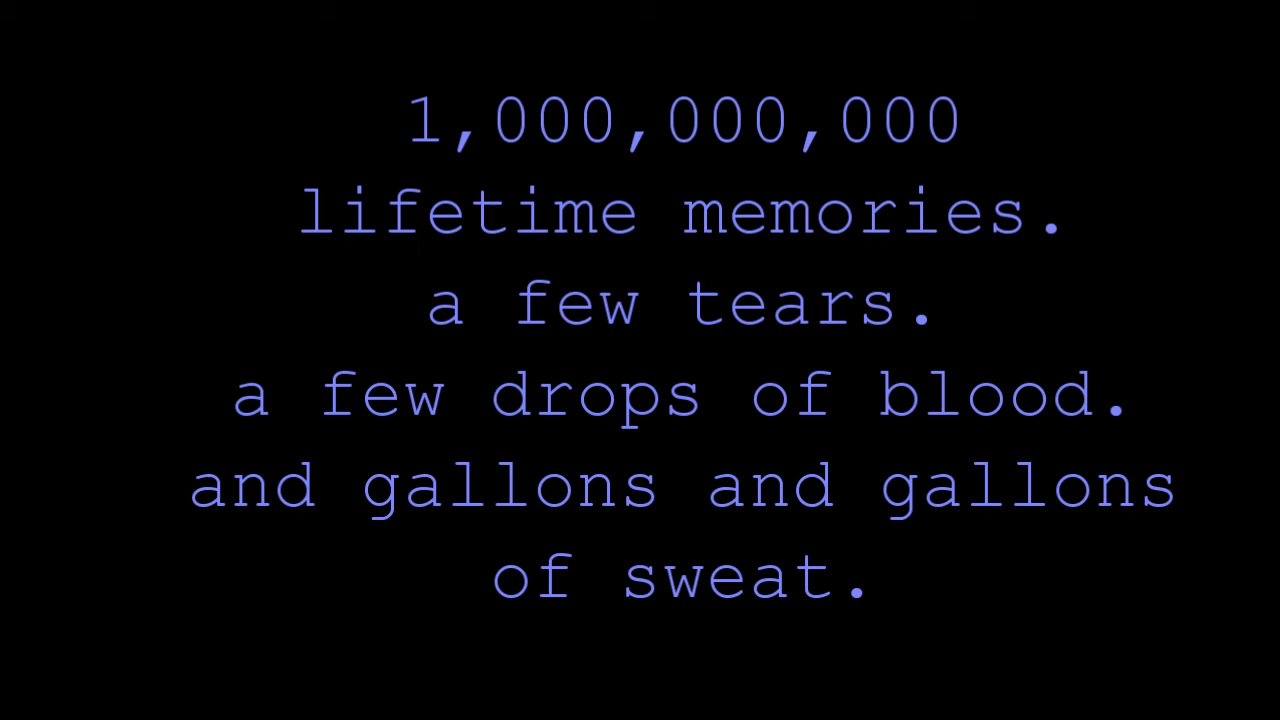 1,000,000,000
lifetime memories.
a few tears.
a few drops of blood.
and gallons and gallons
of sweat.